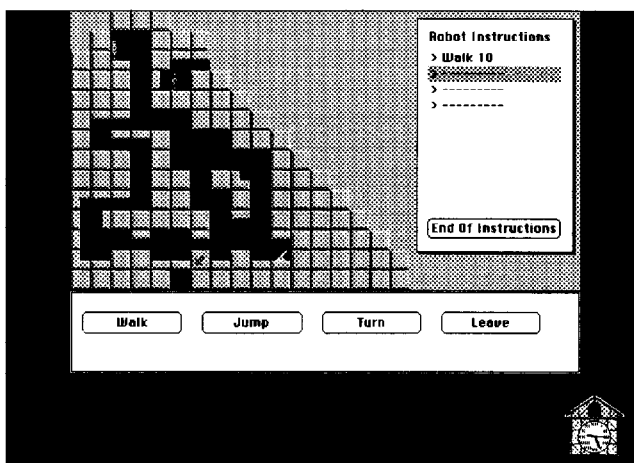 Robot Instructions
> Walk 10
> ---------
> ---------
> ---------
End Of Instructions
Walk
Jump
Turn
Leave